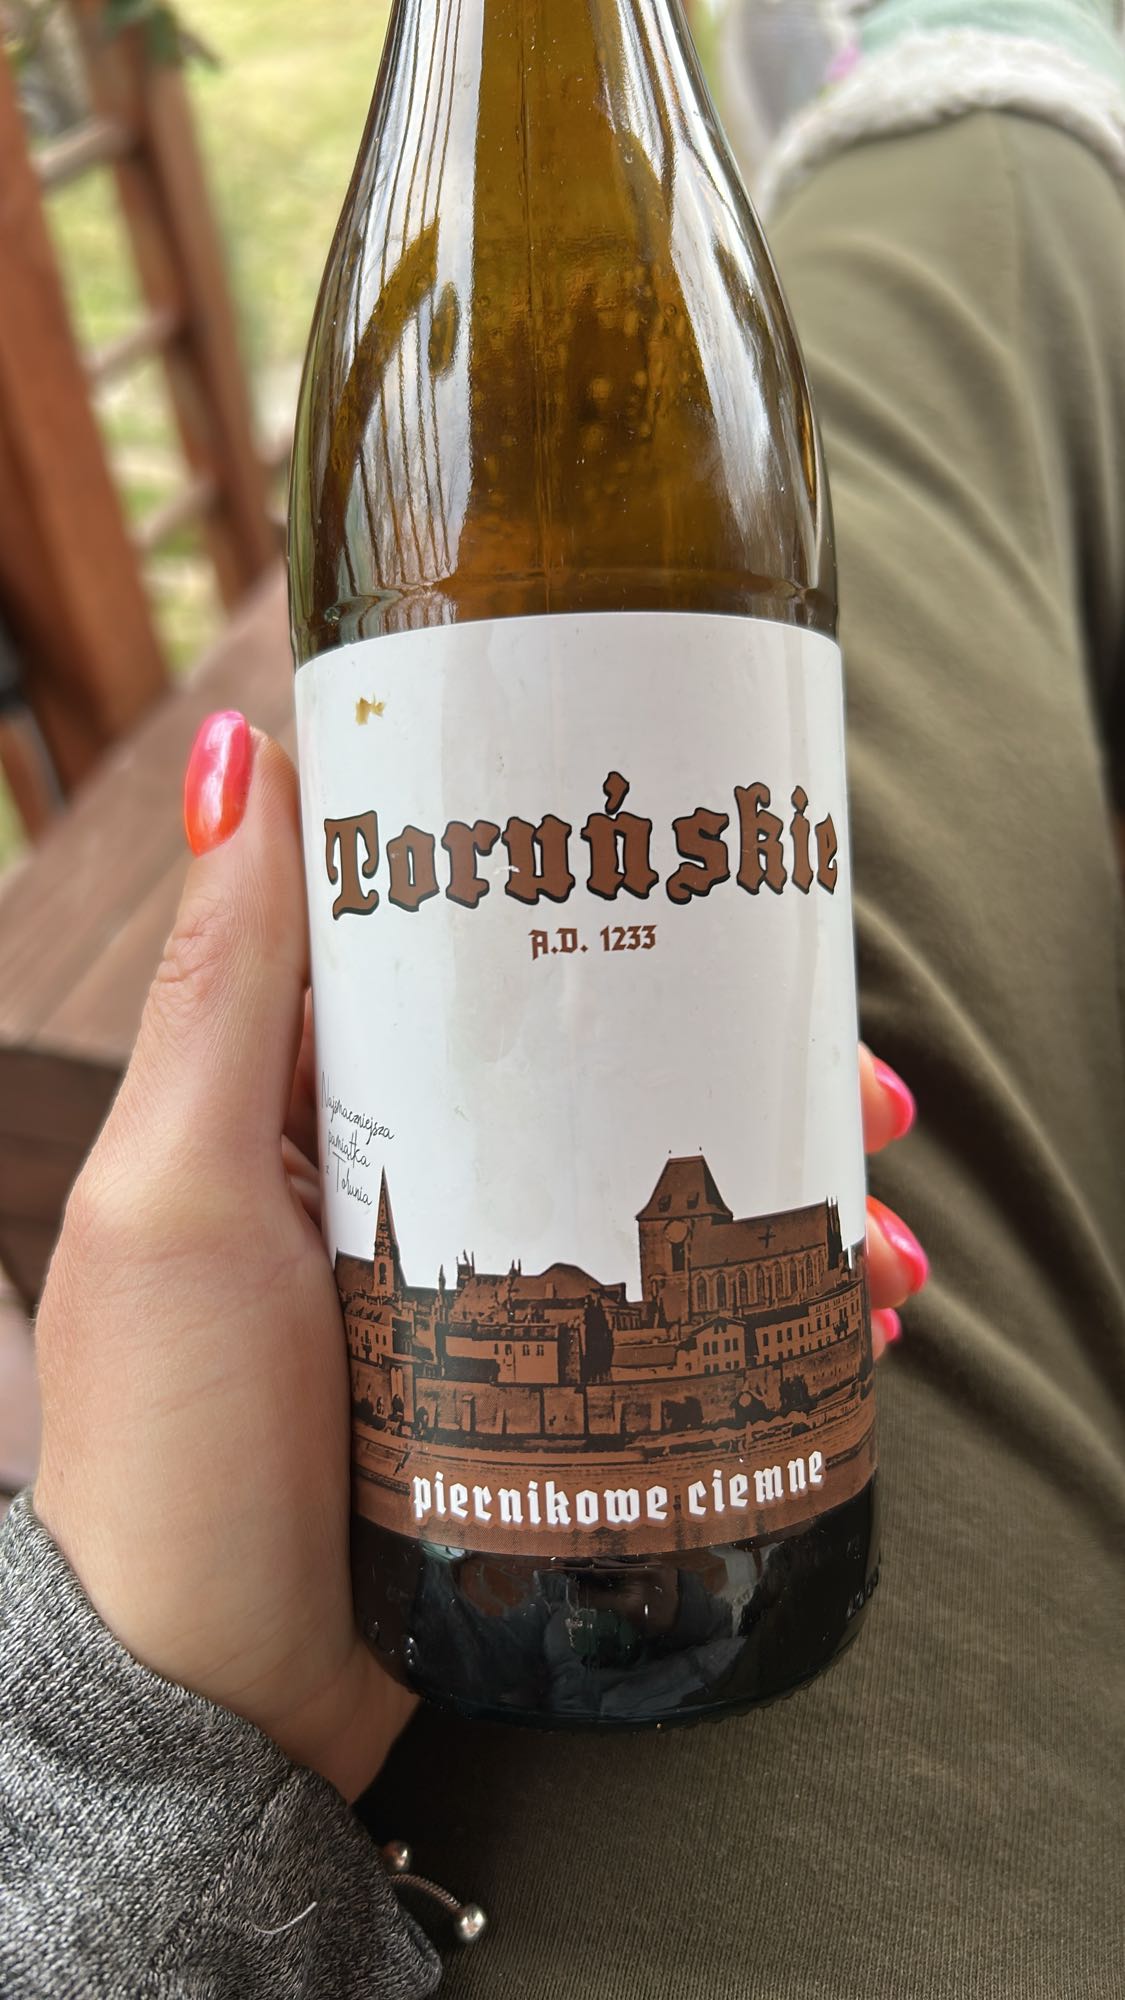 Toruńskie
A.D. 1233
Najsmaczniejsza
pamiątka
z Torunia
piernikowe ciemne